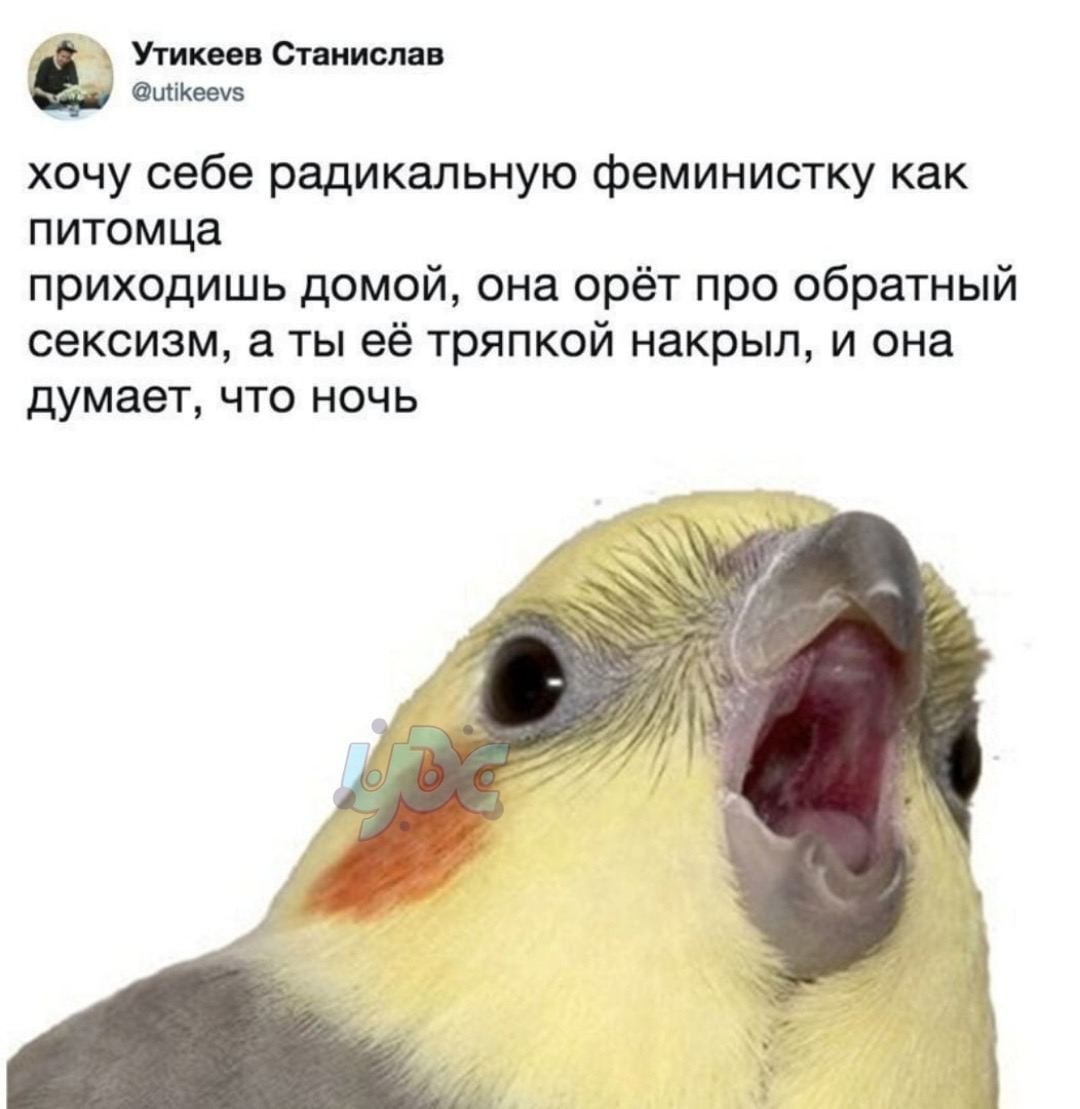 Утикеев Станислав
@utikeevs
хочу себе радикальную феминистку как
питомца
приходишь домой, она орёт про обратный
сексизм, а ты её тряпкой накрыл, и она
думает, что ночь